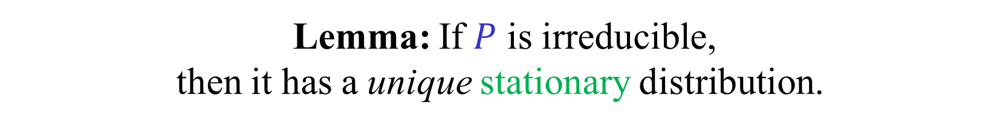 Lemma: If P is irreducible,
then it has a unique stationary distribution.